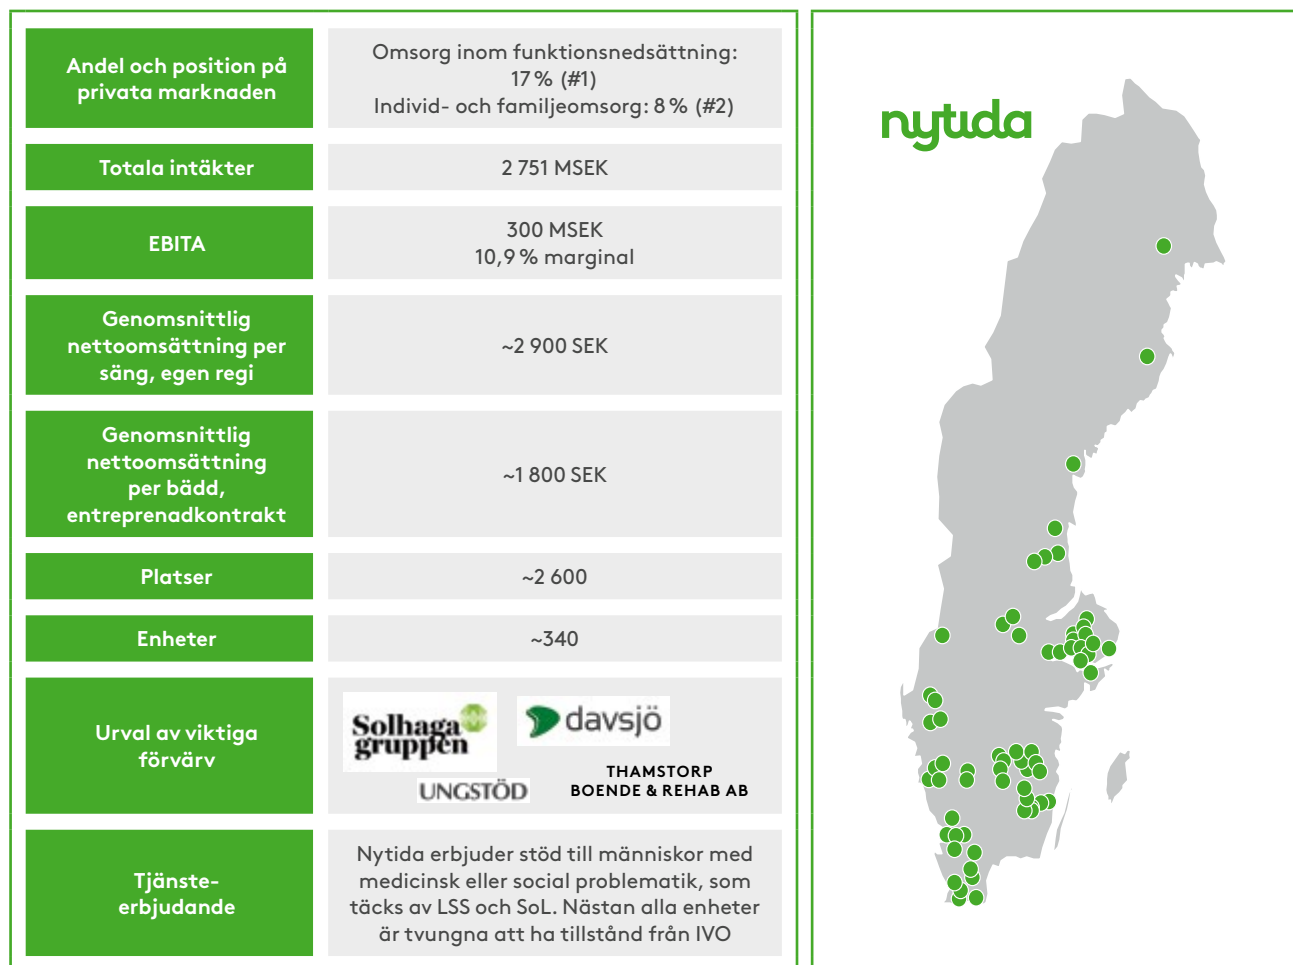 Andel och position på
privata marknaden
Omsorg inom funktionsnedsättning:
17 % (#1)
Individ- och familjeomsorg: 8 % (#2)
Totala intäkter
2 751 MSEK
EBITA
300 MSEK
10,9 % marginal
Genomsnittlig
nettoomsättning per
säng, egen regi
~2 900 SEK
Genomsnittlig
nettoomsättning
per bädd,
entreprenadkontrakt
~1 800 SEK
Platser
~2 600
Enheter
~340
Urval av viktiga
förvärv
Solhaga
gruppen
davsjö
UNGSTÖD
THAMSTORP
BOENDE & REHAB AB
Tjänste-
erbjudande
Nytida erbjuder stöd till människor med
medicinsk eller social problematik, som
täcks av LSS och SoL. Nästan alla enheter
är tvungna att ha tillstånd från IVO
nytida